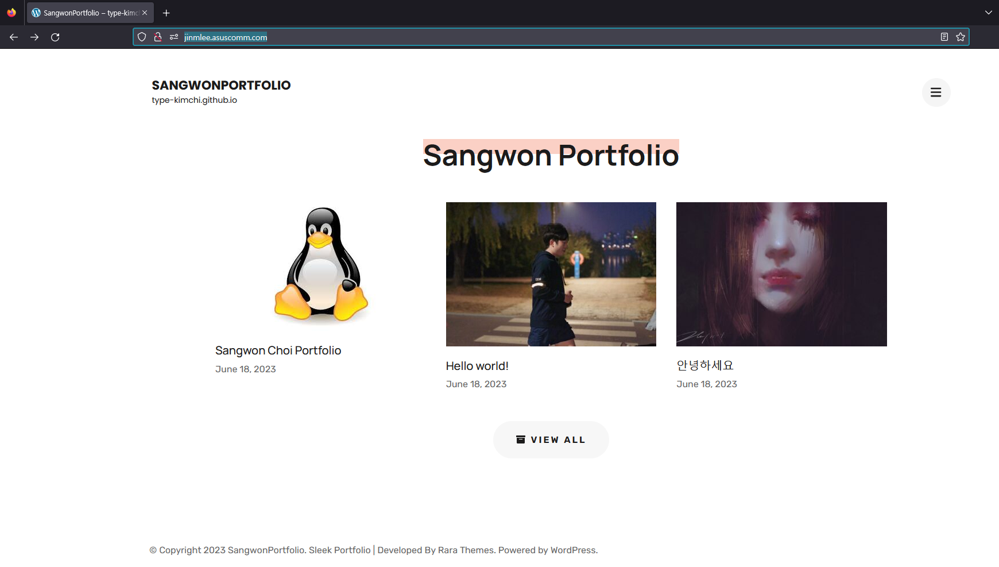 SangwonPortfolio – type-kimc
jinmlee.asuscomm.com
SANGWONPORTFOLIO
type-kimchi.github.io
Sangwon Portfolio
Sangwon Choi Portfolio
June 18, 2023
Hello world!
June 18, 2023
안녕하세요
June 18, 2023
VIEW ALL
© Copyright 2023 SangwonPortfolio. Sleek Portfolio | Developed By Rara Themes. Powered by WordPress.